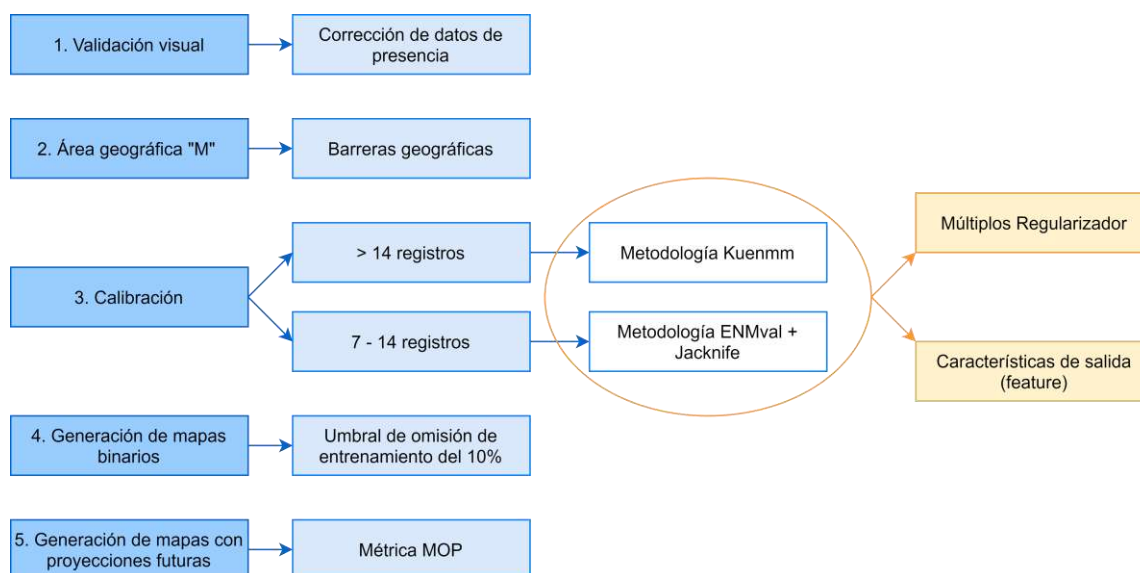 1. Validación visual
Corrección de datos de
presencia
2. Área geográfica "M"
Barreras geográficas
3. Calibración
> 14 registros
Metodología Kuenmm
7 - 14 registros
Metodología ENMval +
Jacknife
Múltiplos Regularizador
Características de salida
(feature)
4. Generación de mapas
binarios
Umbral de omisión de
entrenamiento del 10%
5. Generación de mapas con
proyecciones futuras
Métrica MOP